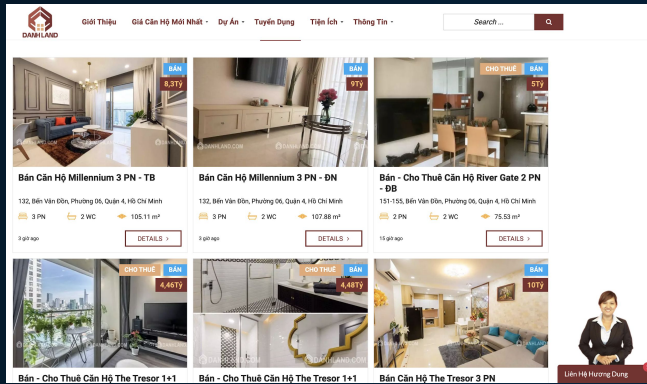 DANHLAND
Giới Thiệu Giá Căn Hộ Mới Nhất Dự Án Tuyển Dụng Tiện Ích Thông Tin Search ...
BÁN
8,3Tỷ
DANHLAND.COM
Bán Căn Hộ Millennium 3 PN - TB
132, Bến Vân Đồn, Phường 06, Quận 4, Hồ Chí Minh
3 PN 2 WC 105.11 m²
3 giờ ago DETAILS >
BÁN
9Tỷ
DANHLAND.COM
Bán Căn Hộ Millennium 3 PN - ĐN
132, Bến Vân Đồn, Phường 06, Quận 4, Hồ Chí Minh
3 PN 2 WC 107.88 m²
3 giờ ago DETAILS >
CHO THUÊ BÁN
5Tỷ
Bán - Cho Thuê Căn Hộ River Gate 2 PN
- ĐB
151-155, Bến Vân Đồn, Phường 06, Quận 4, Hồ Chí Minh
2 PN 2 WC 75.53 m²
15 giờ ago DETAILS >
CHO THUÊ BÁN
4,46Tỷ
Bán - Cho Thuê Căn Hộ The Tresor 1+1
CHO THUÊ BÁN
4,48Tỷ
DANHLAND.COM
Bán - Cho Thuê Căn Hộ The Tresor 1+1
BÁN
10Tỷ
Bán Căn Hộ The Tresor 3 PN
Liên Hệ Hương Dung